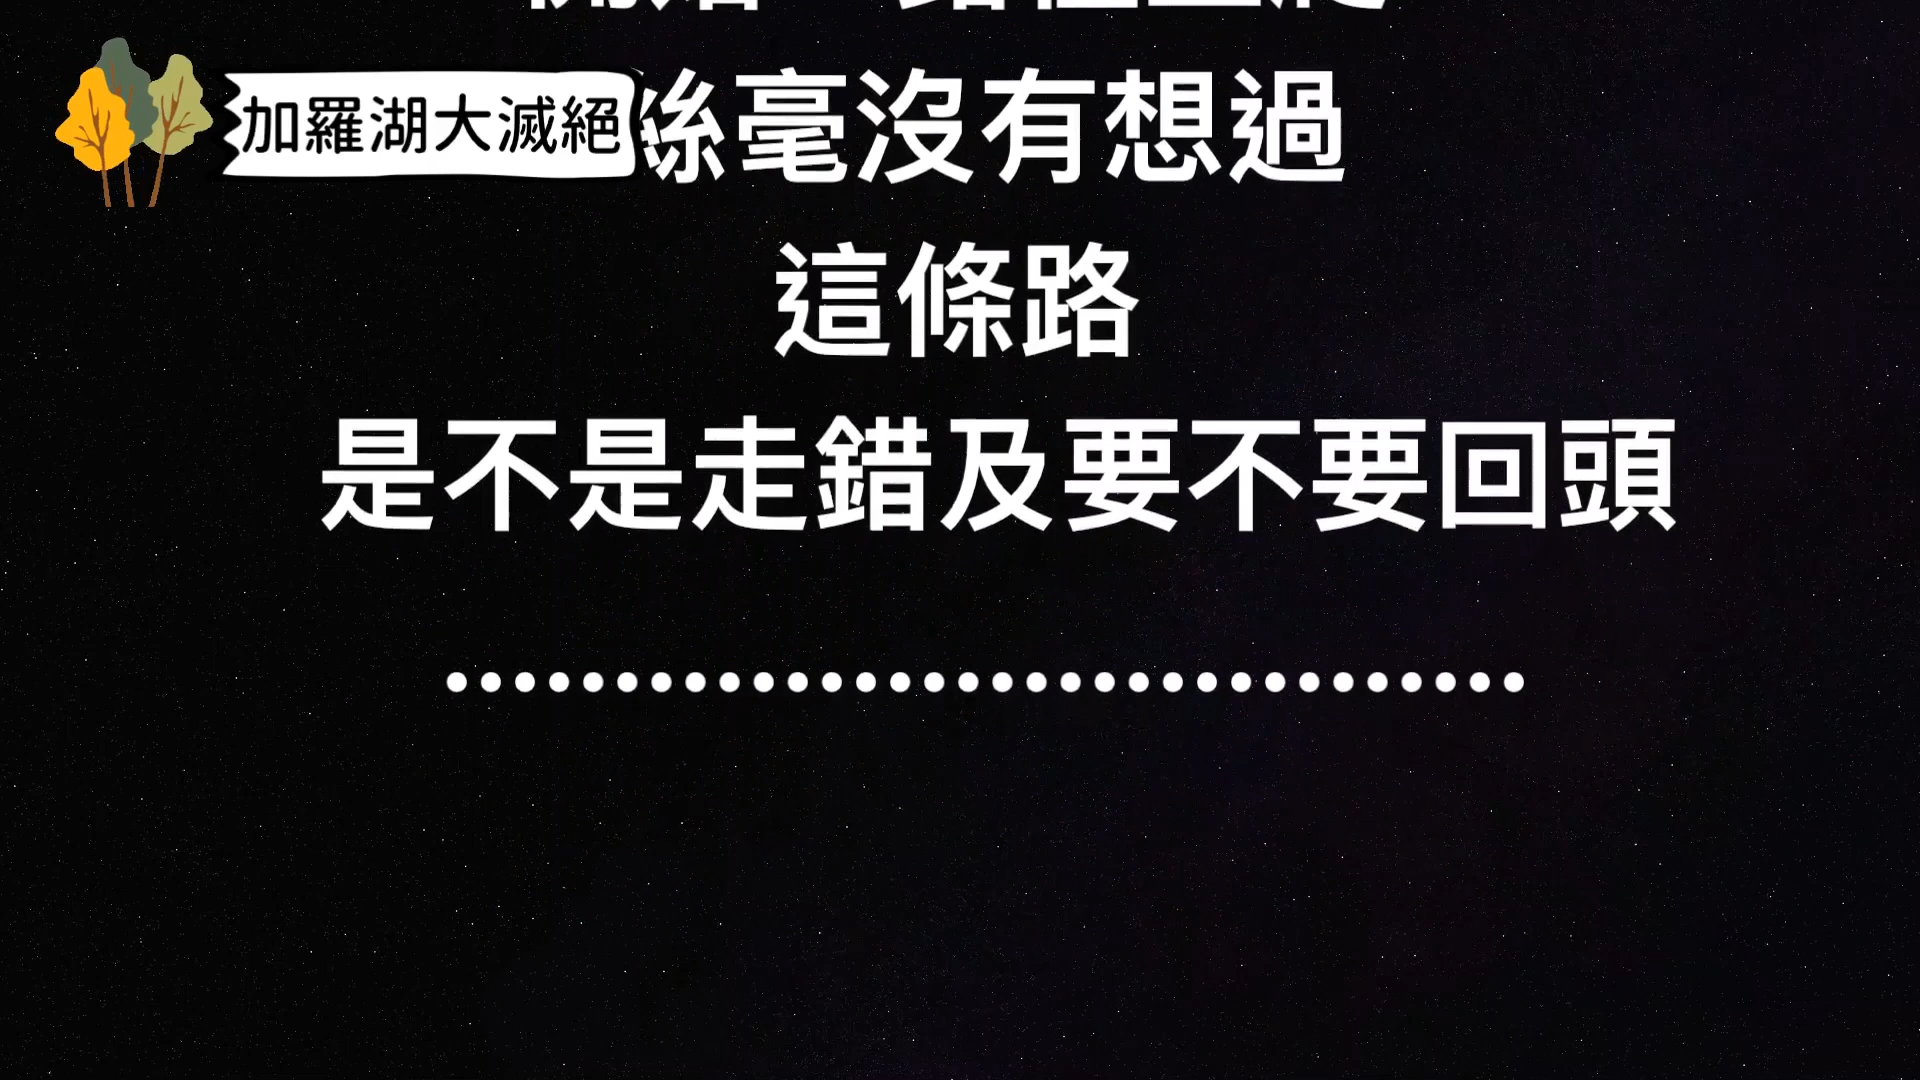 加羅湖大滅絕
絲毫沒有想過
這條路
是不是走錯及要不要回頭